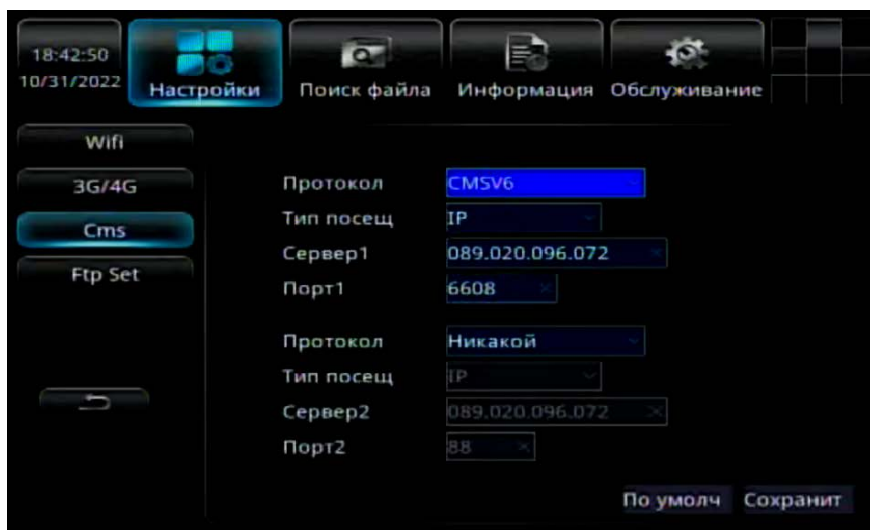 18:42:50
10/31/2022
Настройки
Поиск файла
Информация
Обслуживание
Wifi
3G/4G
Cms
Ftp Set
Протокол CMSV6
Тип посещ IP
Сервер1 089.020.096.072
Порт1 6608
Протокол Никакой
Тип посещ IP
Сервер2 089.020.096.072
Порт2 88
По умолч Сохранит